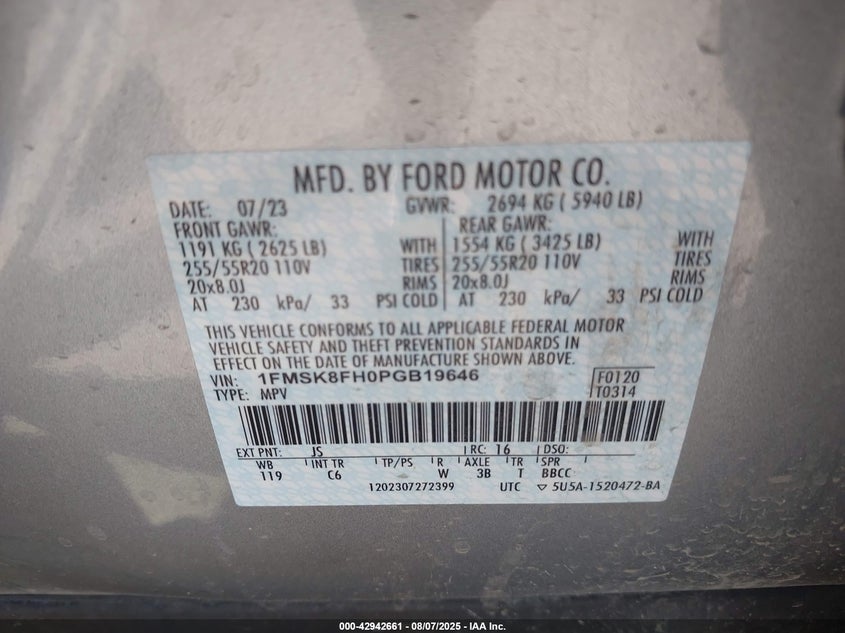 MFD. BY FORD MOTOR CO.
DATE: 07/23 GVWR: 2694 KG ( 5940 LB)
FRONT GAWR: REAR GAWR:
1191 KG ( 2625 LB) WITH 1554 KG ( 3425 LB) WITH
255/55R20 110V TIRES 255/55R20 110V TIRES
20x8.0J RIMS 20x8.0J RIMS
AT 230 kPa/ 33 PSI COLD AT 230 kPa/ 33 PSI COLD
THIS VEHICLE CONFORMS TO ALL APPLICABLE FEDERAL MOTOR
VEHICLE SAFETY AND THEFT PREVENTION STANDARDS IN
EFFECT ON THE DATE OF MANUFACTURE SHOWN ABOVE.
VIN: 1FMSK8FH0PGB19646 F0120
TYPE: MPV T0314
EXT PNT: JS RC: 16 DSO:
WB INT TR TP/PS R AXLE TR SPR
119 C6 W 3B T BBCC
1202307272399 UTC ▽ 5U5A-1520472-BA
000-42942661 - 08/07/2025 - IAA Inc.